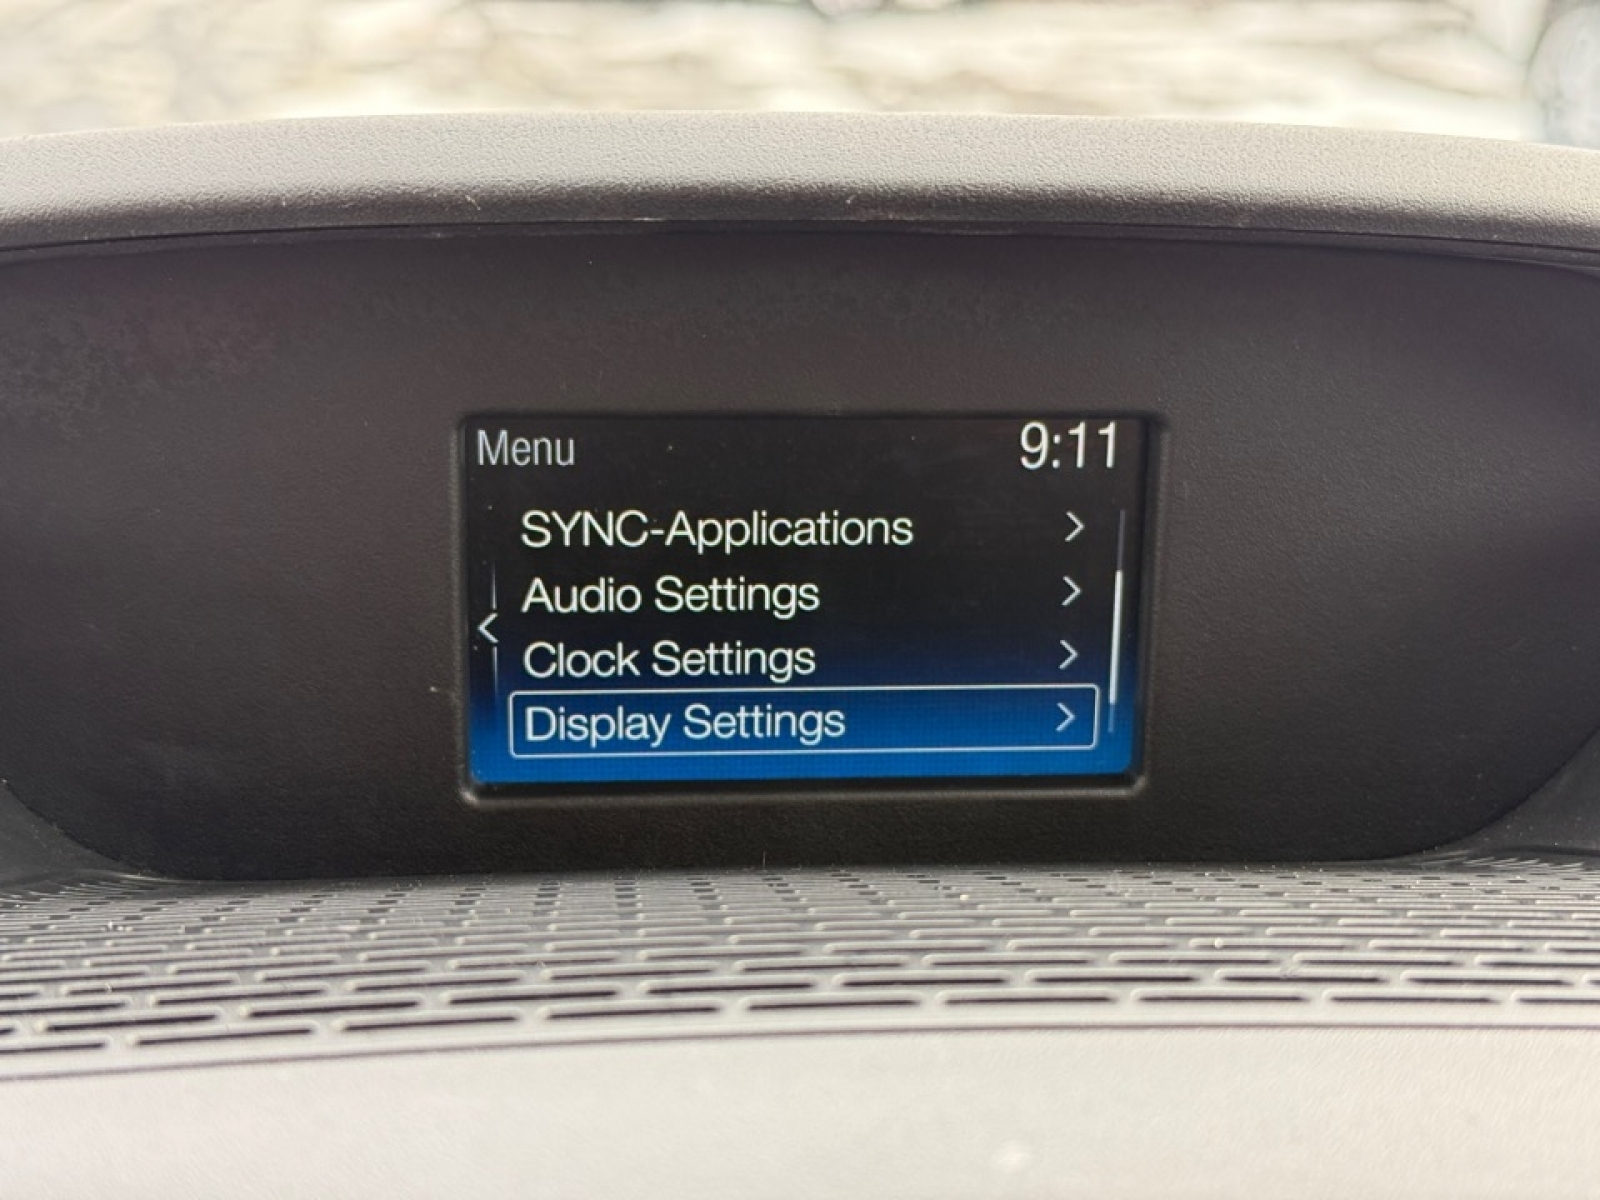 Menu 9:11
SYNC-Applications
Audio Settings
Clock Settings
Display Settings